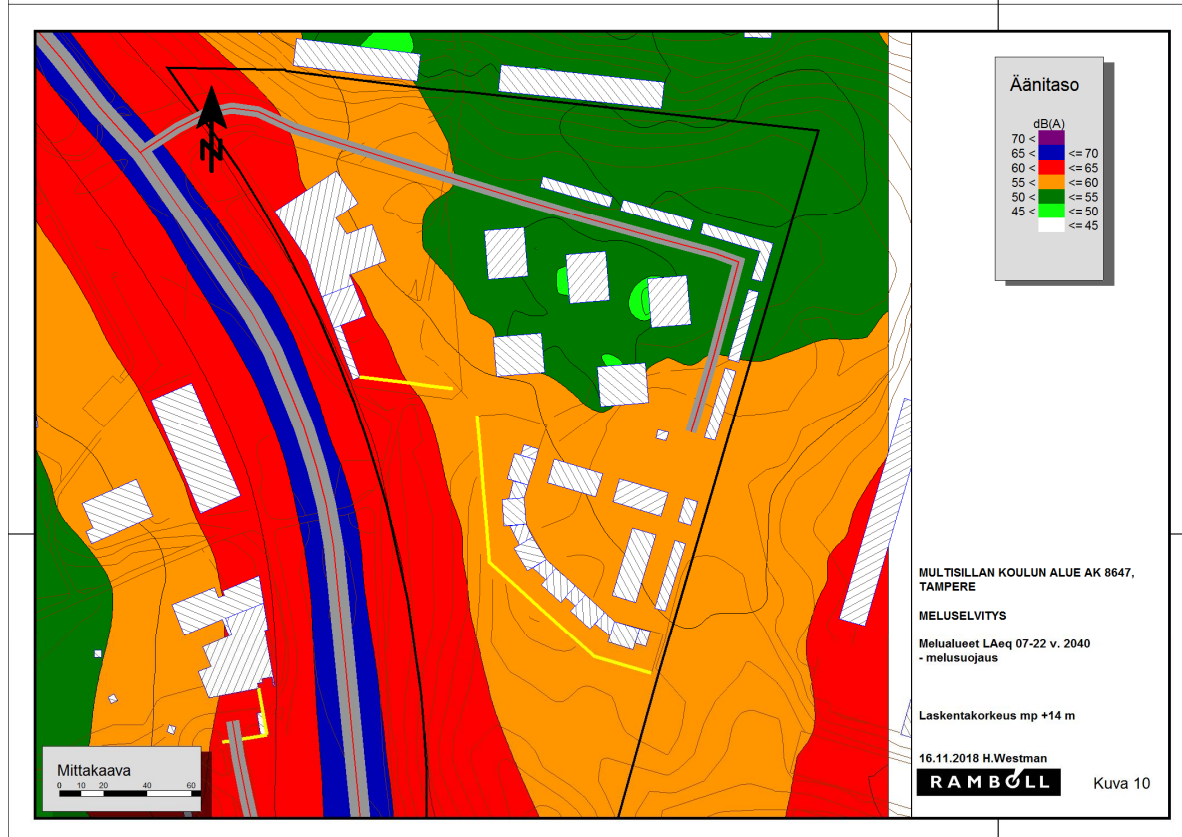 Äänitaso
dB(A)
70 <
65 < <= 70
60 < <= 65
55 < <= 60
50 < <= 55
45 < <= 50
<= 45
N
MULTISILLAN KOULUN ALUE AK 8647,
TAMPERE
MELUSELVITYS
Melualueet LAeq 07-22 v. 2040
- melusuojaus
Laskentakorkeus mp +14 m
16.11.2018 H.Westman
RAMBOLL
Kuva 10
Mittakaava
0 10 20 40 60